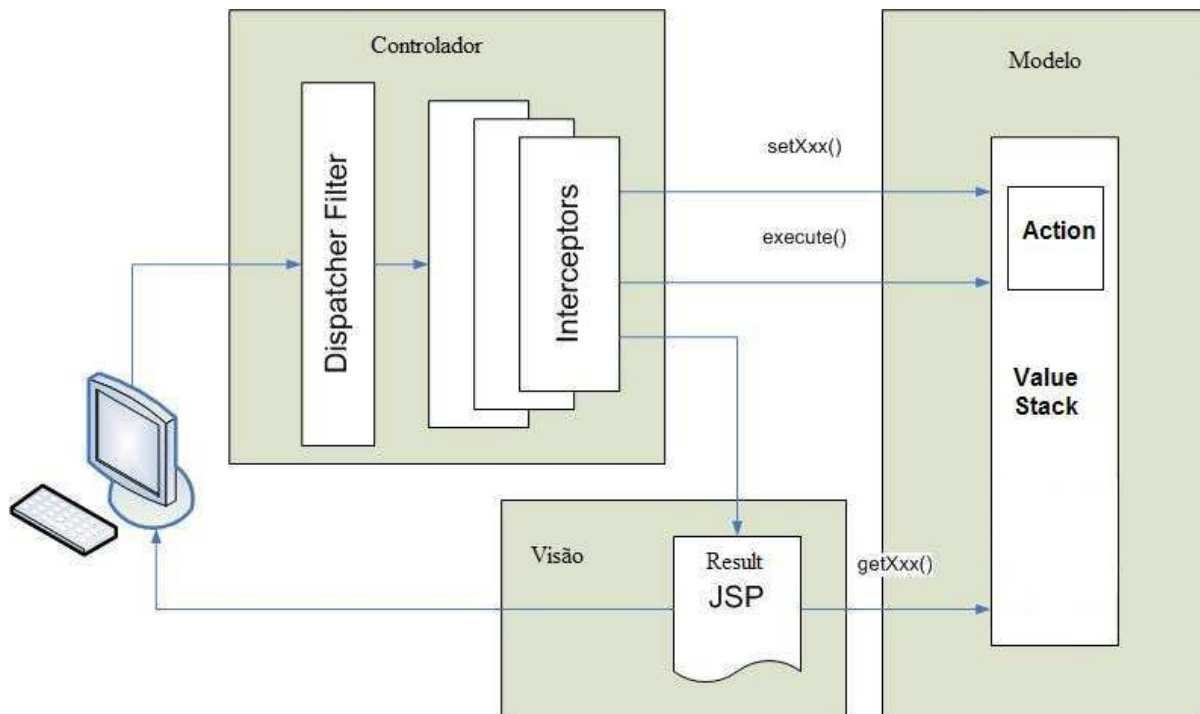 Controlador
Modelo
Dispatcher Filter
Interceptors
setXxx()
execute()
Action
Value
Stack
Visão
Result
JSP
getXxx()